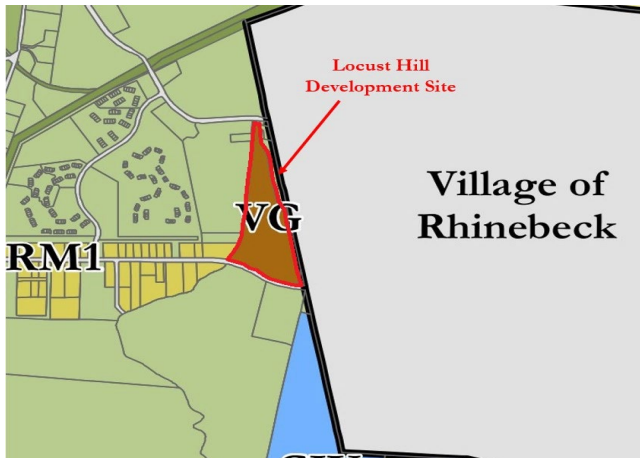 Locust Hill
Development Site
Village of
Rhinebeck
VG
RM1